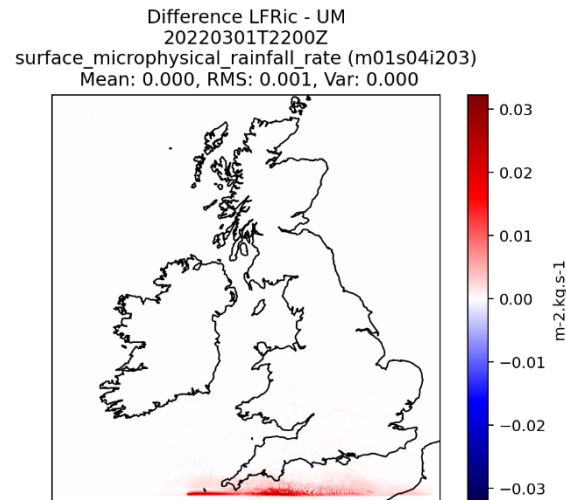 Difference LFRic - UM
20220301T2200Z
surface_microphysical_rainfall_rate (m01s04i203)
Mean: 0.000, RMS: 0.001, Var: 0.000
0.03
0.02
0.01
0.00
−0.01
−0.02
−0.03
m-2.kg.s-1